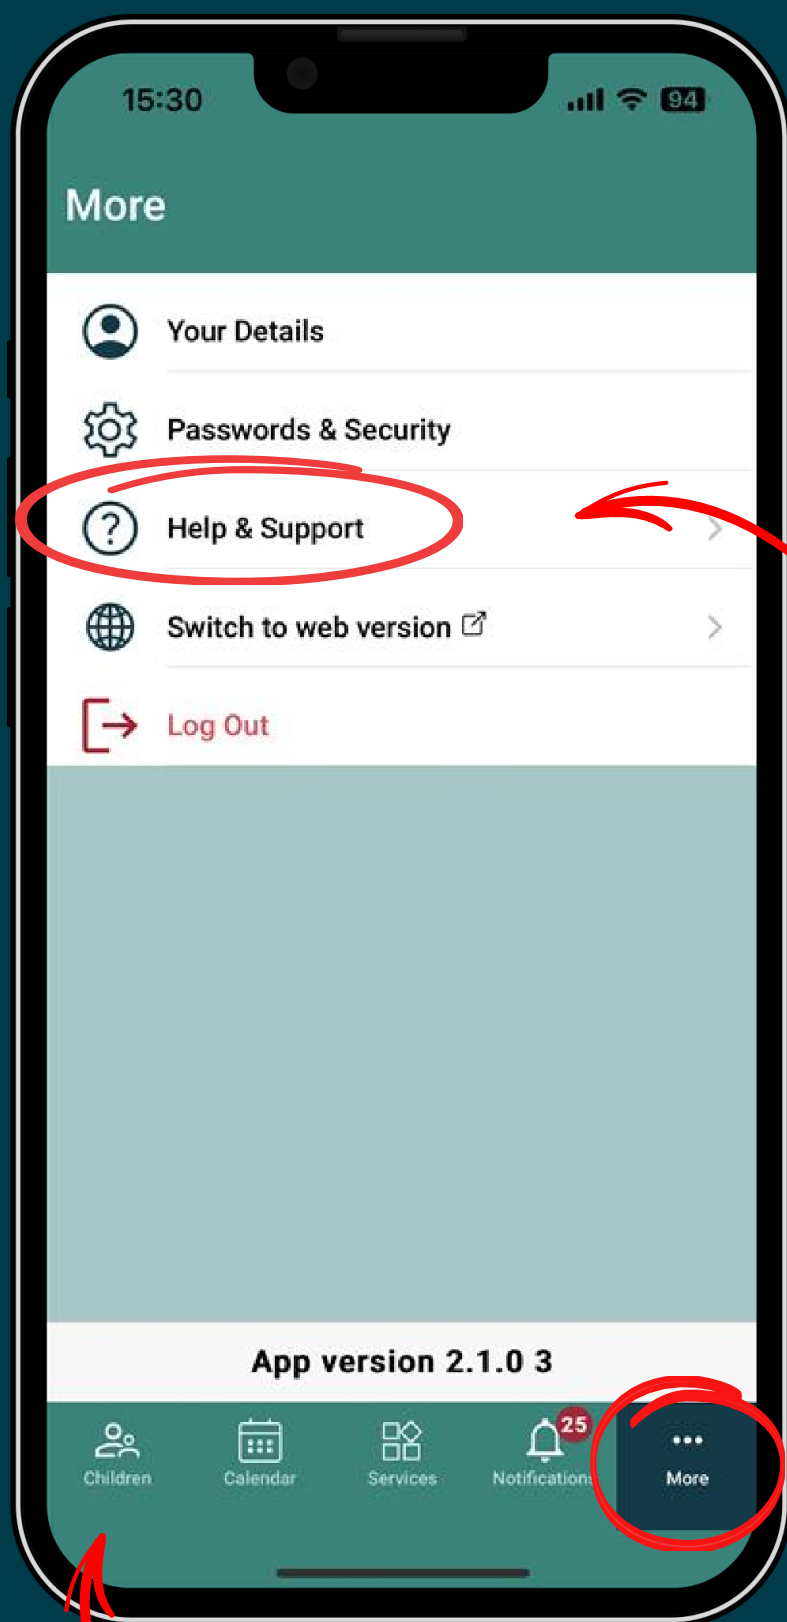 15:30
94
More
Your Details
Passwords & Security
Help & Support
Switch to web version
Log Out
App version 2.1.0 3
25
Children
Calendar
Services
Notifications
More